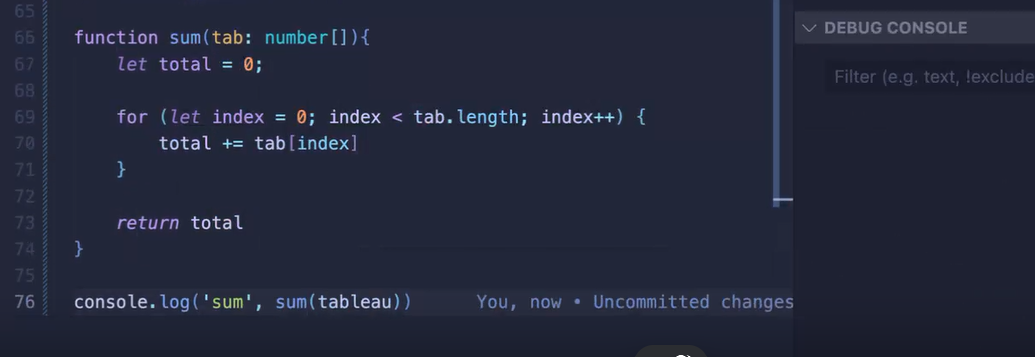 65
66 function sum(tab: number[]){
67     let total = 0;
68
69     for (let index = 0; index < tab.length; index++) {
70         total += tab[index]
71     }
72
73     return total
74 }
75
76 console.log('sum', sum(tableau))     You, now • Uncommitted changes
DEBUG CONSOLE
Filter (e.g. text, !exclude